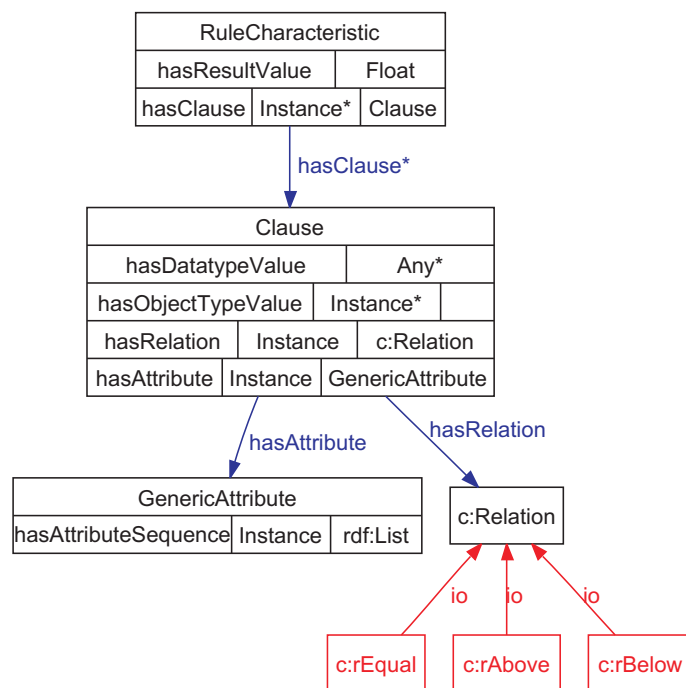 RuleCharacteristic
hasResultValue Float
hasClause Instance* Clause
hasClause*
Clause
hasDatatypeValue Any*
hasObjectTypeValue Instance*
hasRelation Instance c:Relation
hasAttribute Instance GenericAttribute
hasAttribute hasRelation
GenericAttribute
hasAttributeSequence Instance rdf:List
c:Relation
io io io
c:rEqual c:rAbove c:rBelow